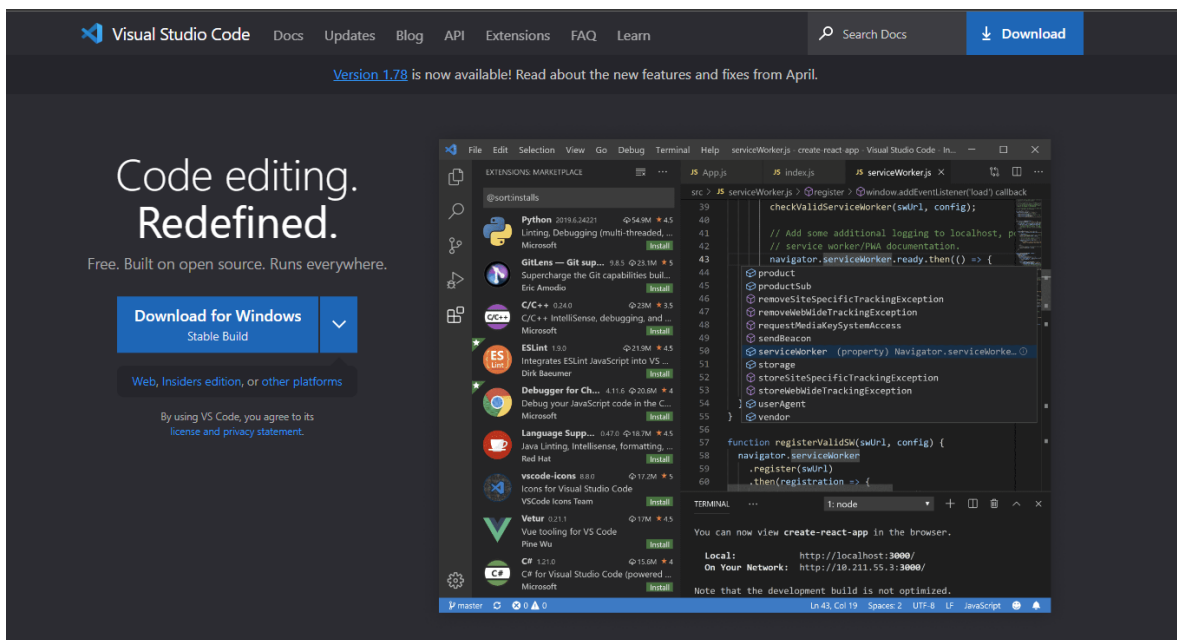 Visual Studio Code Docs Updates Blog API Extensions FAQ Learn Search Docs Download
Version 1.78 is now available! Read about the new features and fixes from April.
Code editing.
Redefined.
Free. Built on open source. Runs everywhere.
Download for Windows
Stable Build
Web, Insiders edition, or other platforms
By using VS Code, you agree to its
license and privacy statement.
File Edit Selection View Go Debug Terminal Help serviceWorker.js - create-react-app - Visual Studio Code - In...
EXTENSIONS: MARKETPLACE ...
@sort:installs
Python 2019.6.24221 54.9M ★ 4.5
Linting, Debugging (multi-threaded, ...
Microsoft Install
GitLens — Git sup... 9.8.5 23.1M ★ 5
Supercharge the Git capabilities buil...
Eric Amodio Install
C/C++
C/C++ 0.24.0 23M ★ 3.5
C/C++ IntelliSense, debugging, and ...
Microsoft Install
ES
Lint
ESLint 1.9.0 21.9M ★ 4.5
Integrates ESLint JavaScript into VS ...
Dirk Baeumer Install
Debugger for Ch... 4.11.6 20.6M ★ 4
Debug your JavaScript code in the C...
Microsoft Install
Language Supp... 0.47.0 18.7M ★ 4.5
Java Linting, Intellisense, formatting, ...
Red Hat Install
vscode-icons 8.8.0 17.2M ★ 5
Icons for Visual Studio Code
VSCode Icons Team Install
Vetur 0.21.1 17M ★ 4.5
Vue tooling for VS Code
Pine Wu Install
C#
C# 1.21.0 15.6M ★ 4
C# for Visual Studio Code (powered ...
Microsoft Install
JS App.js JS index.js JS serviceWorker.js ×
src > JS serviceWorker.js > register > window.addEventListener('load') callback
39 checkValidServiceWorker(swUrl, config);
40
41 // Add some additional logging to localhost,
42 // service worker/PWA documentation.
43 navigator.serviceWorker.ready.then(() => {
44 product
45 productSub
46 removeSiteSpecificTrackingException
47 removeWebWideTrackingException
48 requestMediaKeySystemAccess
49 sendBeacon
50 serviceWorker (property) Navigator.serviceWorke...
51 storage
52 storeSiteSpecificTrackingException
53 storeWebWideTrackingException
54 } userAgent
55 } vendor
56
57 function registerValidSW(swUrl, config) {
58 navigator.serviceWorker
59 .register(swUrl)
60 .then(registration => {
TERMINAL ... 1: node
You can now view create-react-app in the browser.
Local: http://localhost:3000/
On Your Network: http://10.211.55.3:3000/
Note that the development build is not optimized.
master 0 0 Ln 43, Col 19 Spaces: 2 UTF-8 LF JavaScript